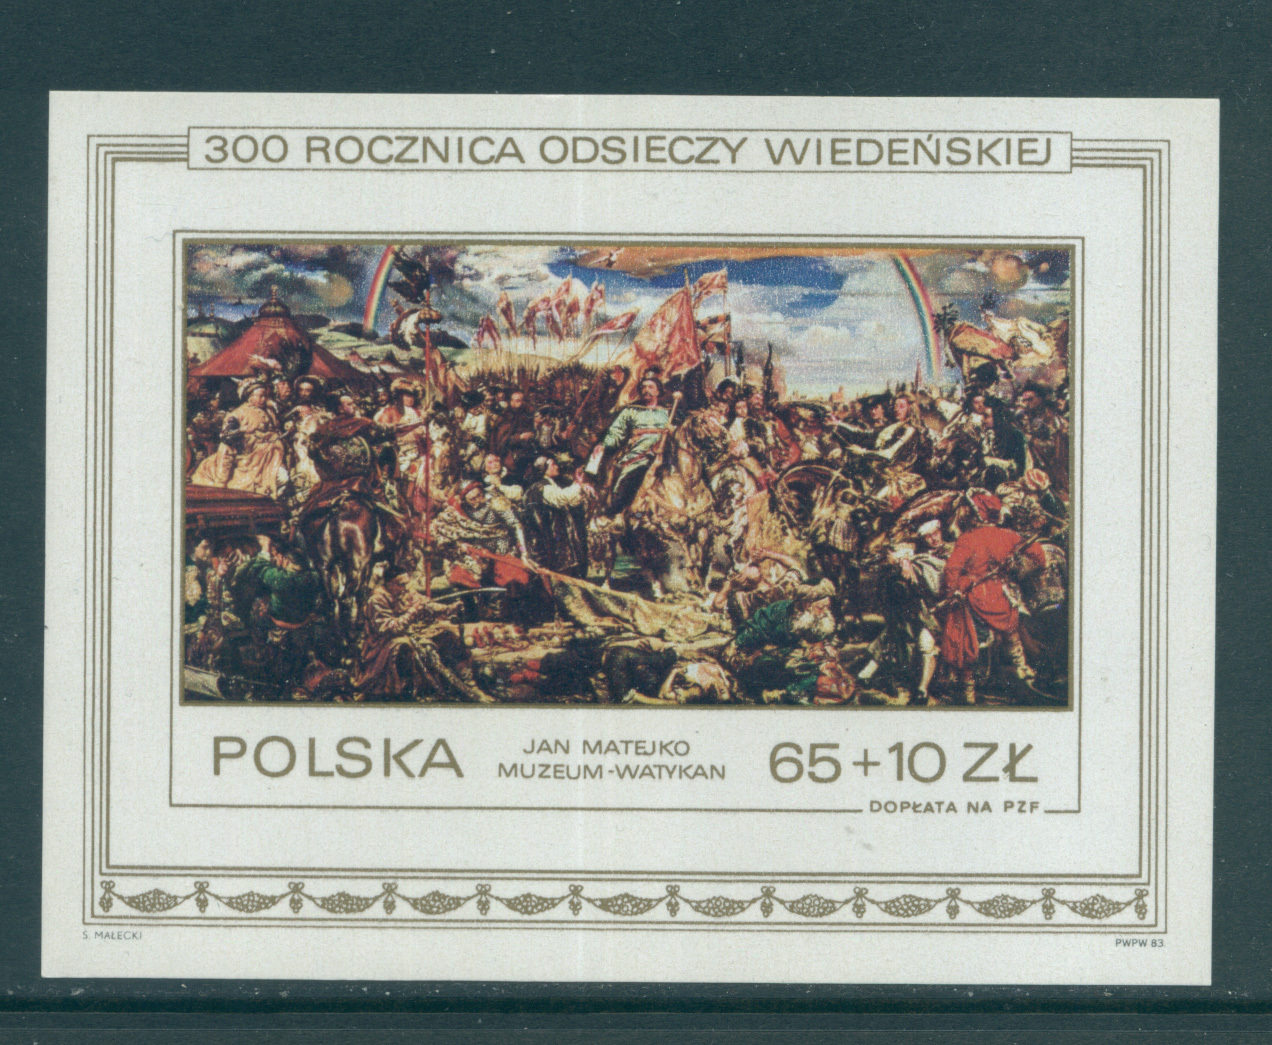 300 ROCZNICA ODSIECZY WIEDEŃSKIEJ
POLSKA
JAN MATEJKO
MUZEUM-WATYKAN
65+10 ZŁ
DOPŁATA NA PZF
S. MAŁECKI
PWPW 83.